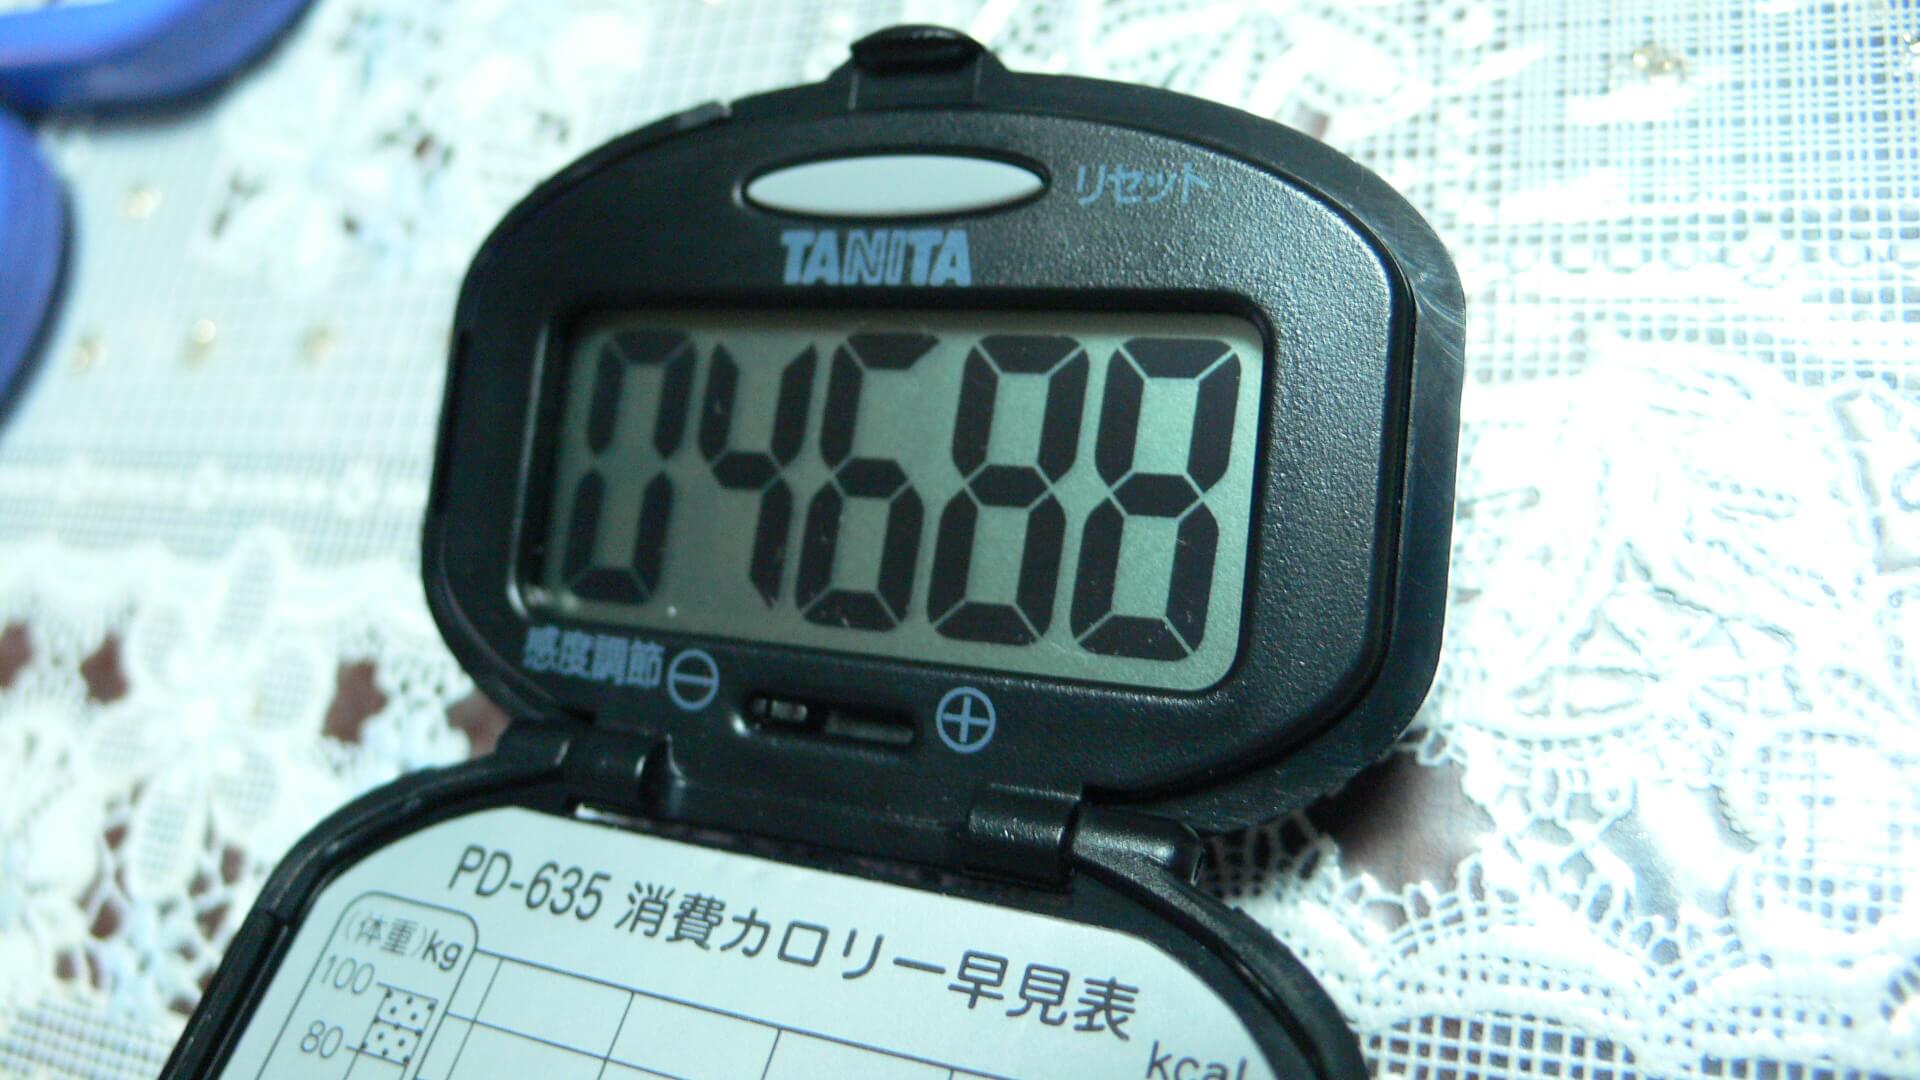 リセット
TANITA
04688
感度調節 ⊖ ⊕
PD-635 消費カロリー早見表
(体重)kg
100
80
kcal